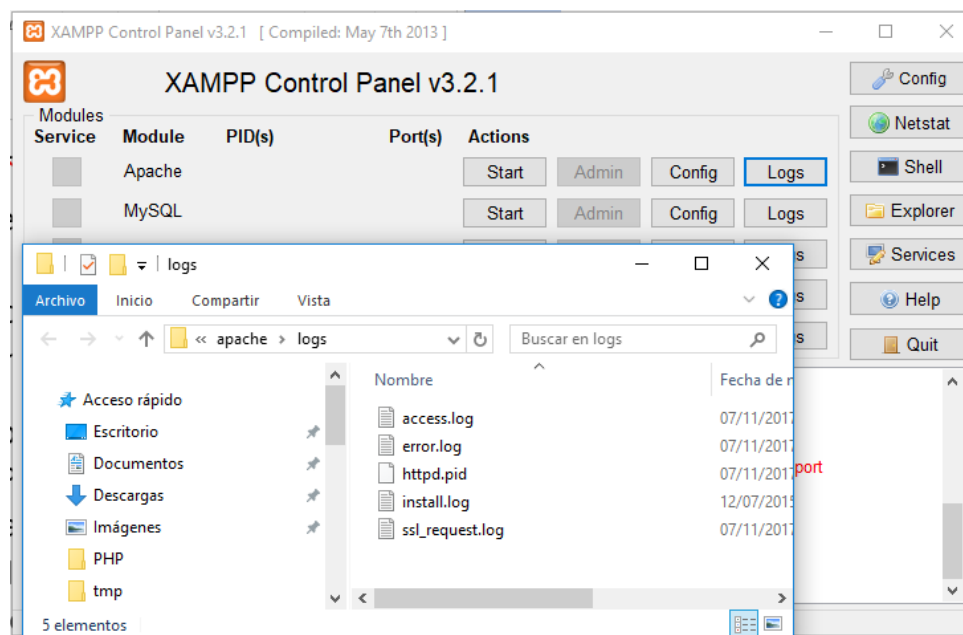 XAMPP Control Panel v3.2.1 [ Compiled: May 7th 2013 ]
XAMPP Control Panel v3.2.1
Config
Modules
Service Module PID(s) Port(s) Actions
Netstat
Apache Start Admin Config Logs
Shell
MySQL Start Admin Config Logs
Explorer
Services
Help
Quit
logs
Archivo Inicio Compartir Vista
« apache › logs
Buscar en logs
Nombre Fecha de
Acceso rápido
Escritorio
Documentos
Descargas
Imágenes
PHP
tmp
access.log 07/11/2017
error.log 07/11/2017
httpd.pid 07/11/2017
install.log 12/07/2015
ssl_request.log 07/11/2017
port
5 elementos